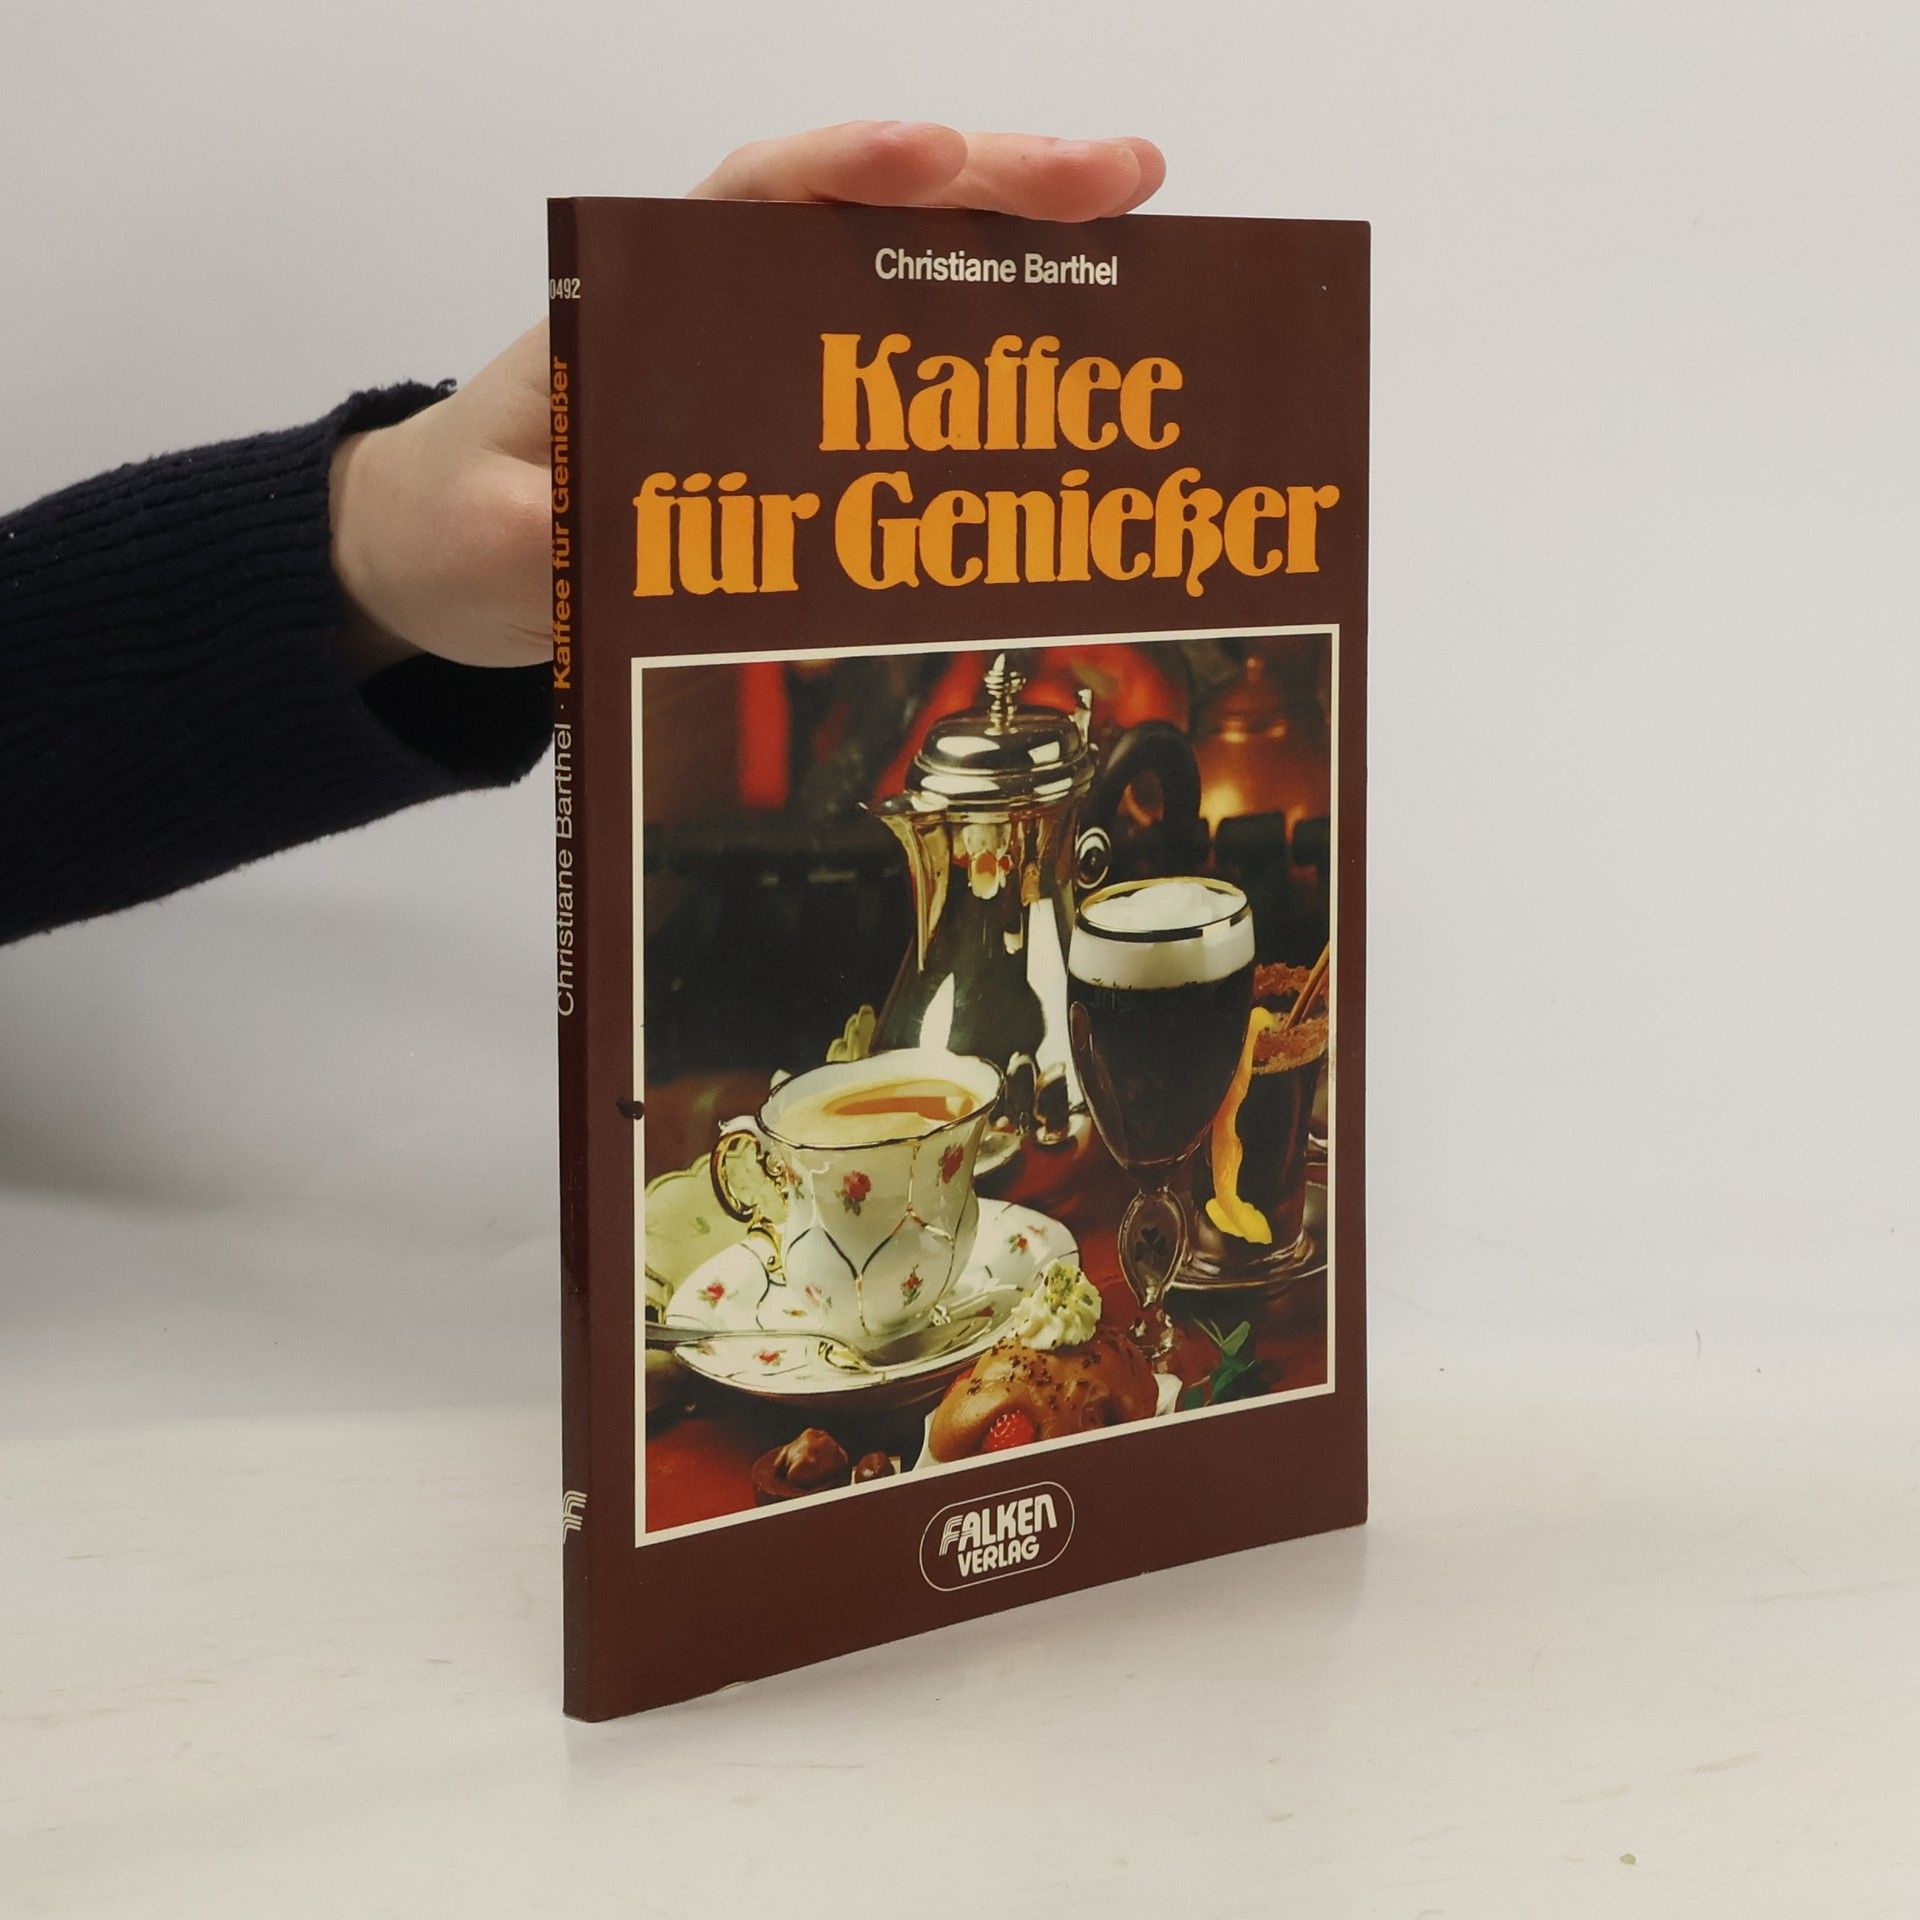 Christiane Barthel
Kaffee
für Genießer
FALKEN
VERLAG
0492
Christiane Barthel · Kaffee für Genießer